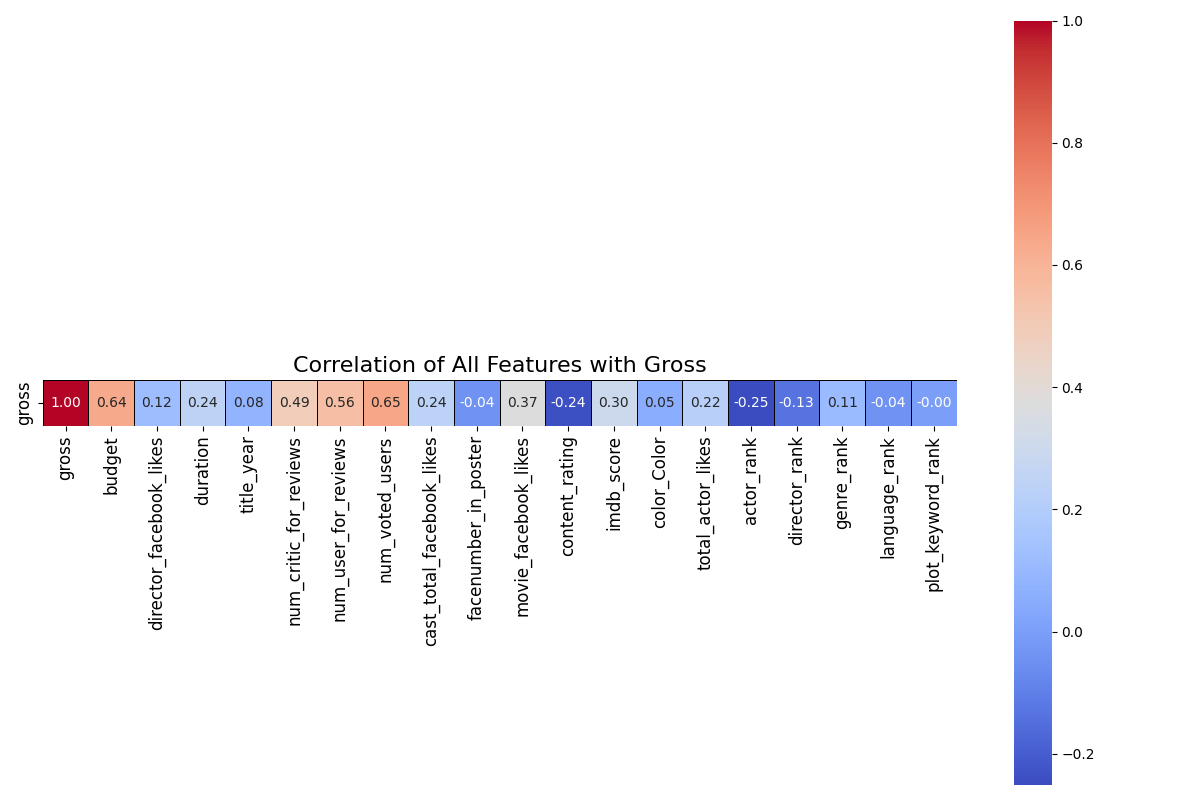 Correlation of All Features with Gross
gross
1.00 0.64 0.12 0.24 0.08 0.49 0.56 0.65 0.24 -0.04 0.37 -0.24 0.30 0.05 0.22 -0.25 -0.13 0.11 -0.04 -0.00
gross
budget
director_facebook_likes
duration
title_year
num_critic_for_reviews
num_user_for_reviews
num_voted_users
cast_total_facebook_likes
facenumber_in_poster
movie_facebook_likes
content_rating
imdb_score
color_Color
total_actor_likes
actor_rank
director_rank
genre_rank
language_rank
plot_keyword_rank
1.0
0.8
0.6
0.4
0.2
0.0
−0.2